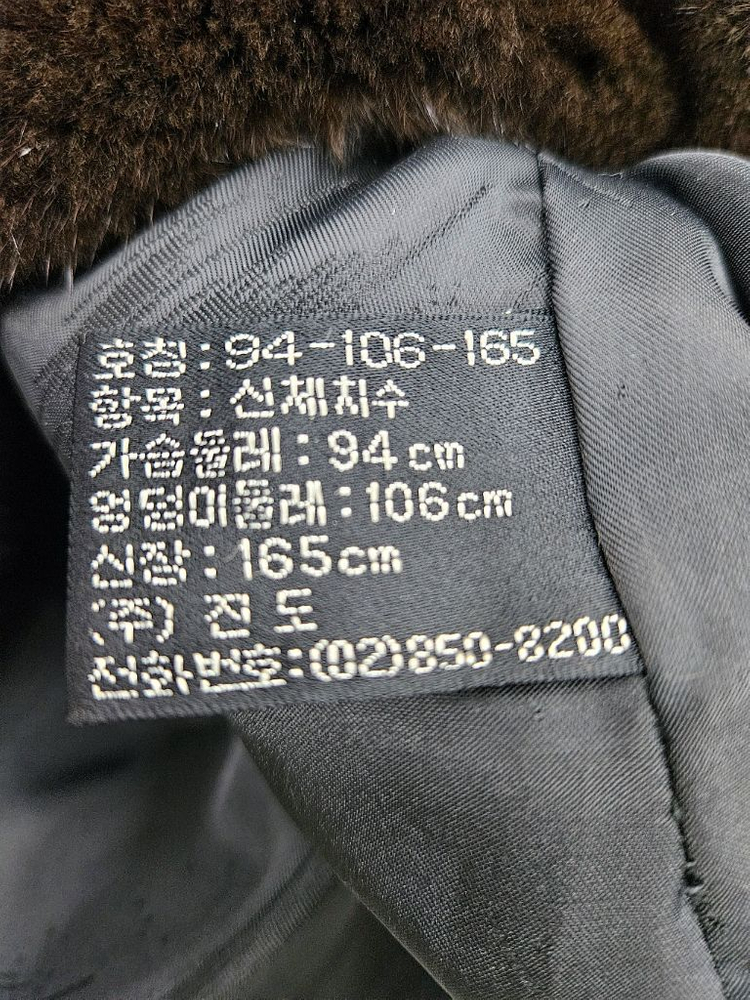 호칭:94-106-165
항목:신체치수
가슴둘레:94cm
엉덩이둘레:106cm
신장:165cm
(주) 진도
전화번호:(02)850-8200